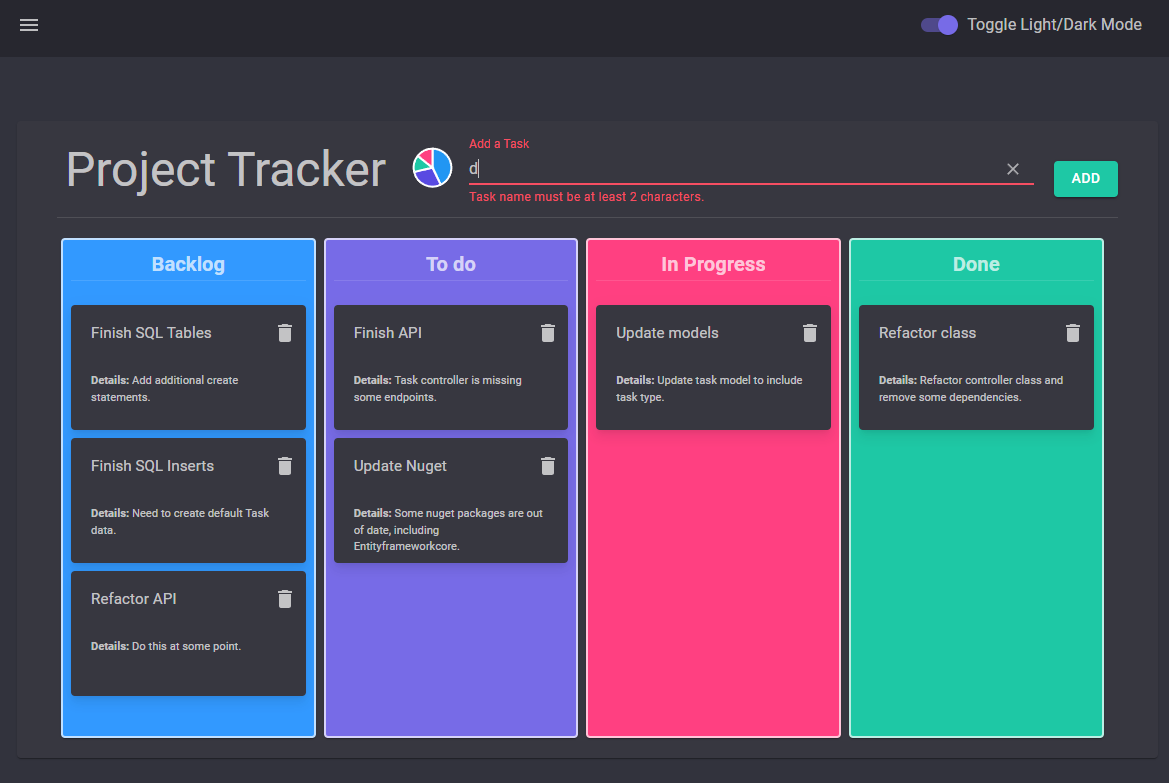 Toggle Light/Dark Mode
Project Tracker
Add a Task
d
Task name must be at least 2 characters.
ADD
Backlog
Finish SQL Tables
Details: Add additional create
statements.
Finish SQL Inserts
Details: Need to create default Task
data.
Refactor API
Details: Do this at some point.
To do
Finish API
Details: Task controller is missing
some endpoints.
Update Nuget
Details: Some nuget packages are out
of date, including
Entityframeworkcore.
In Progress
Update models
Details: Update task model to include
task type.
Done
Refactor class
Details: Refactor controller class and
remove some dependencies.